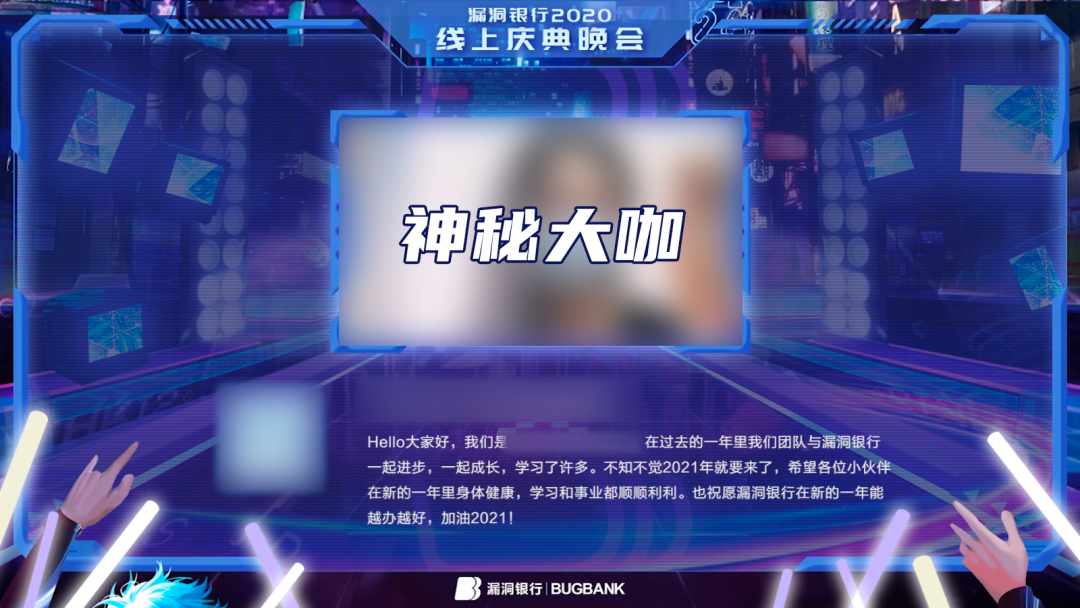 漏洞银行2020
线上庆典晚会
神秘大咖
Hello大家好，我们是 在过去的一年里我们团队与漏洞银行
一起进步，一起成长，学习了许多。不知不觉2021年就要来了，希望各位小伙伴
在新的一年里身体健康，学习和事业都顺顺利利。也祝愿漏洞银行在新的一年能
越办越好，加油2021！
漏洞银行 | BUGBANK